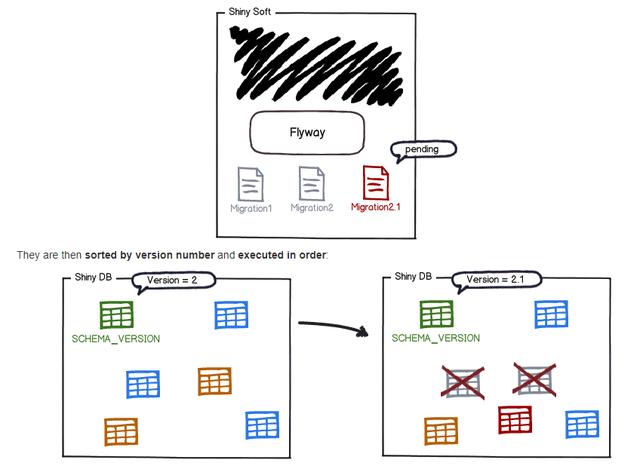 Shiny Soft
Flyway
pending
Migration1 Migration2 Migration2.1
They are then sorted by version number and executed in order:
Shiny DB Version = 2 Shiny DB Version = 2.1
SCHEMA_VERSION SCHEMA_VERSION